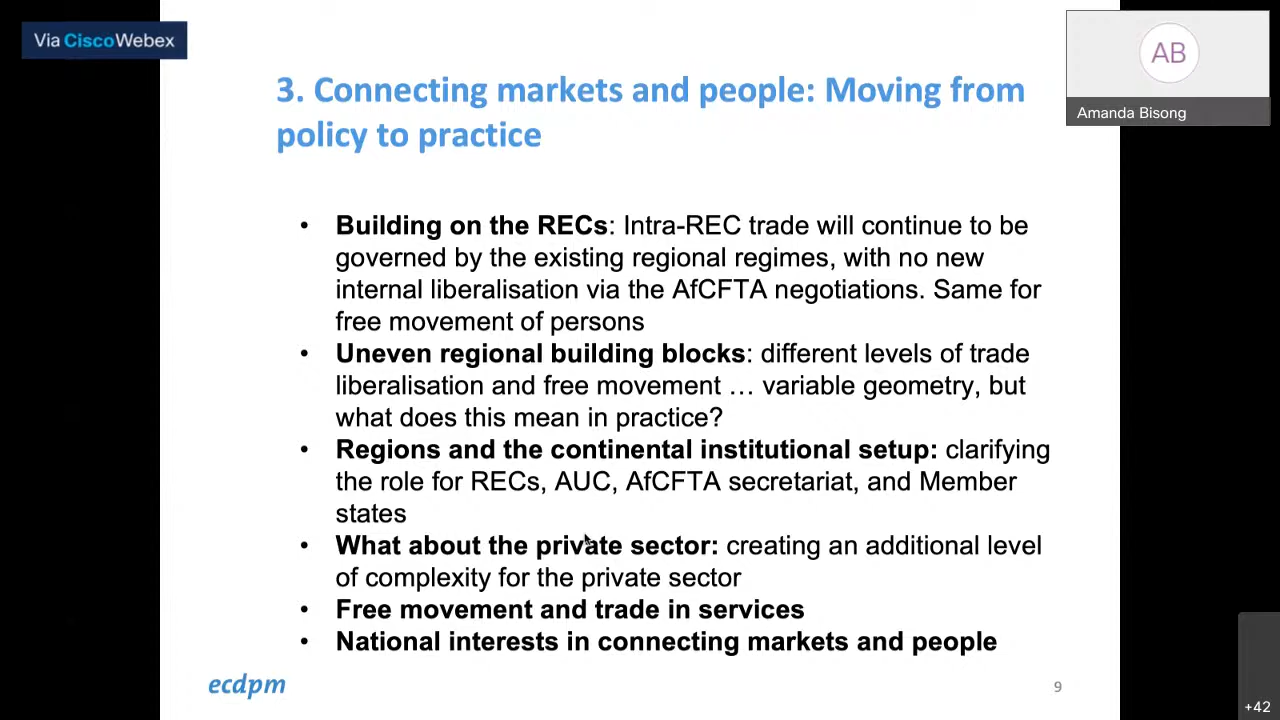 Via CiscoWebex
AB
Amanda Bisong
3. Connecting markets and people: Moving from
policy to practice
• Building on the RECs: Intra-REC trade will continue to be
governed by the existing regional regimes, with no new
internal liberalisation via the AfCFTA negotiations. Same for
free movement of persons
• Uneven regional building blocks: different levels of trade
liberalisation and free movement … variable geometry, but
what does this mean in practice?
• Regions and the continental institutional setup: clarifying
the role for RECs, AUC, AfCFTA secretariat, and Member
states
• What about the private sector: creating an additional level
of complexity for the private sector
• Free movement and trade in services
• National interests in connecting markets and people
ecdpm
9
+42